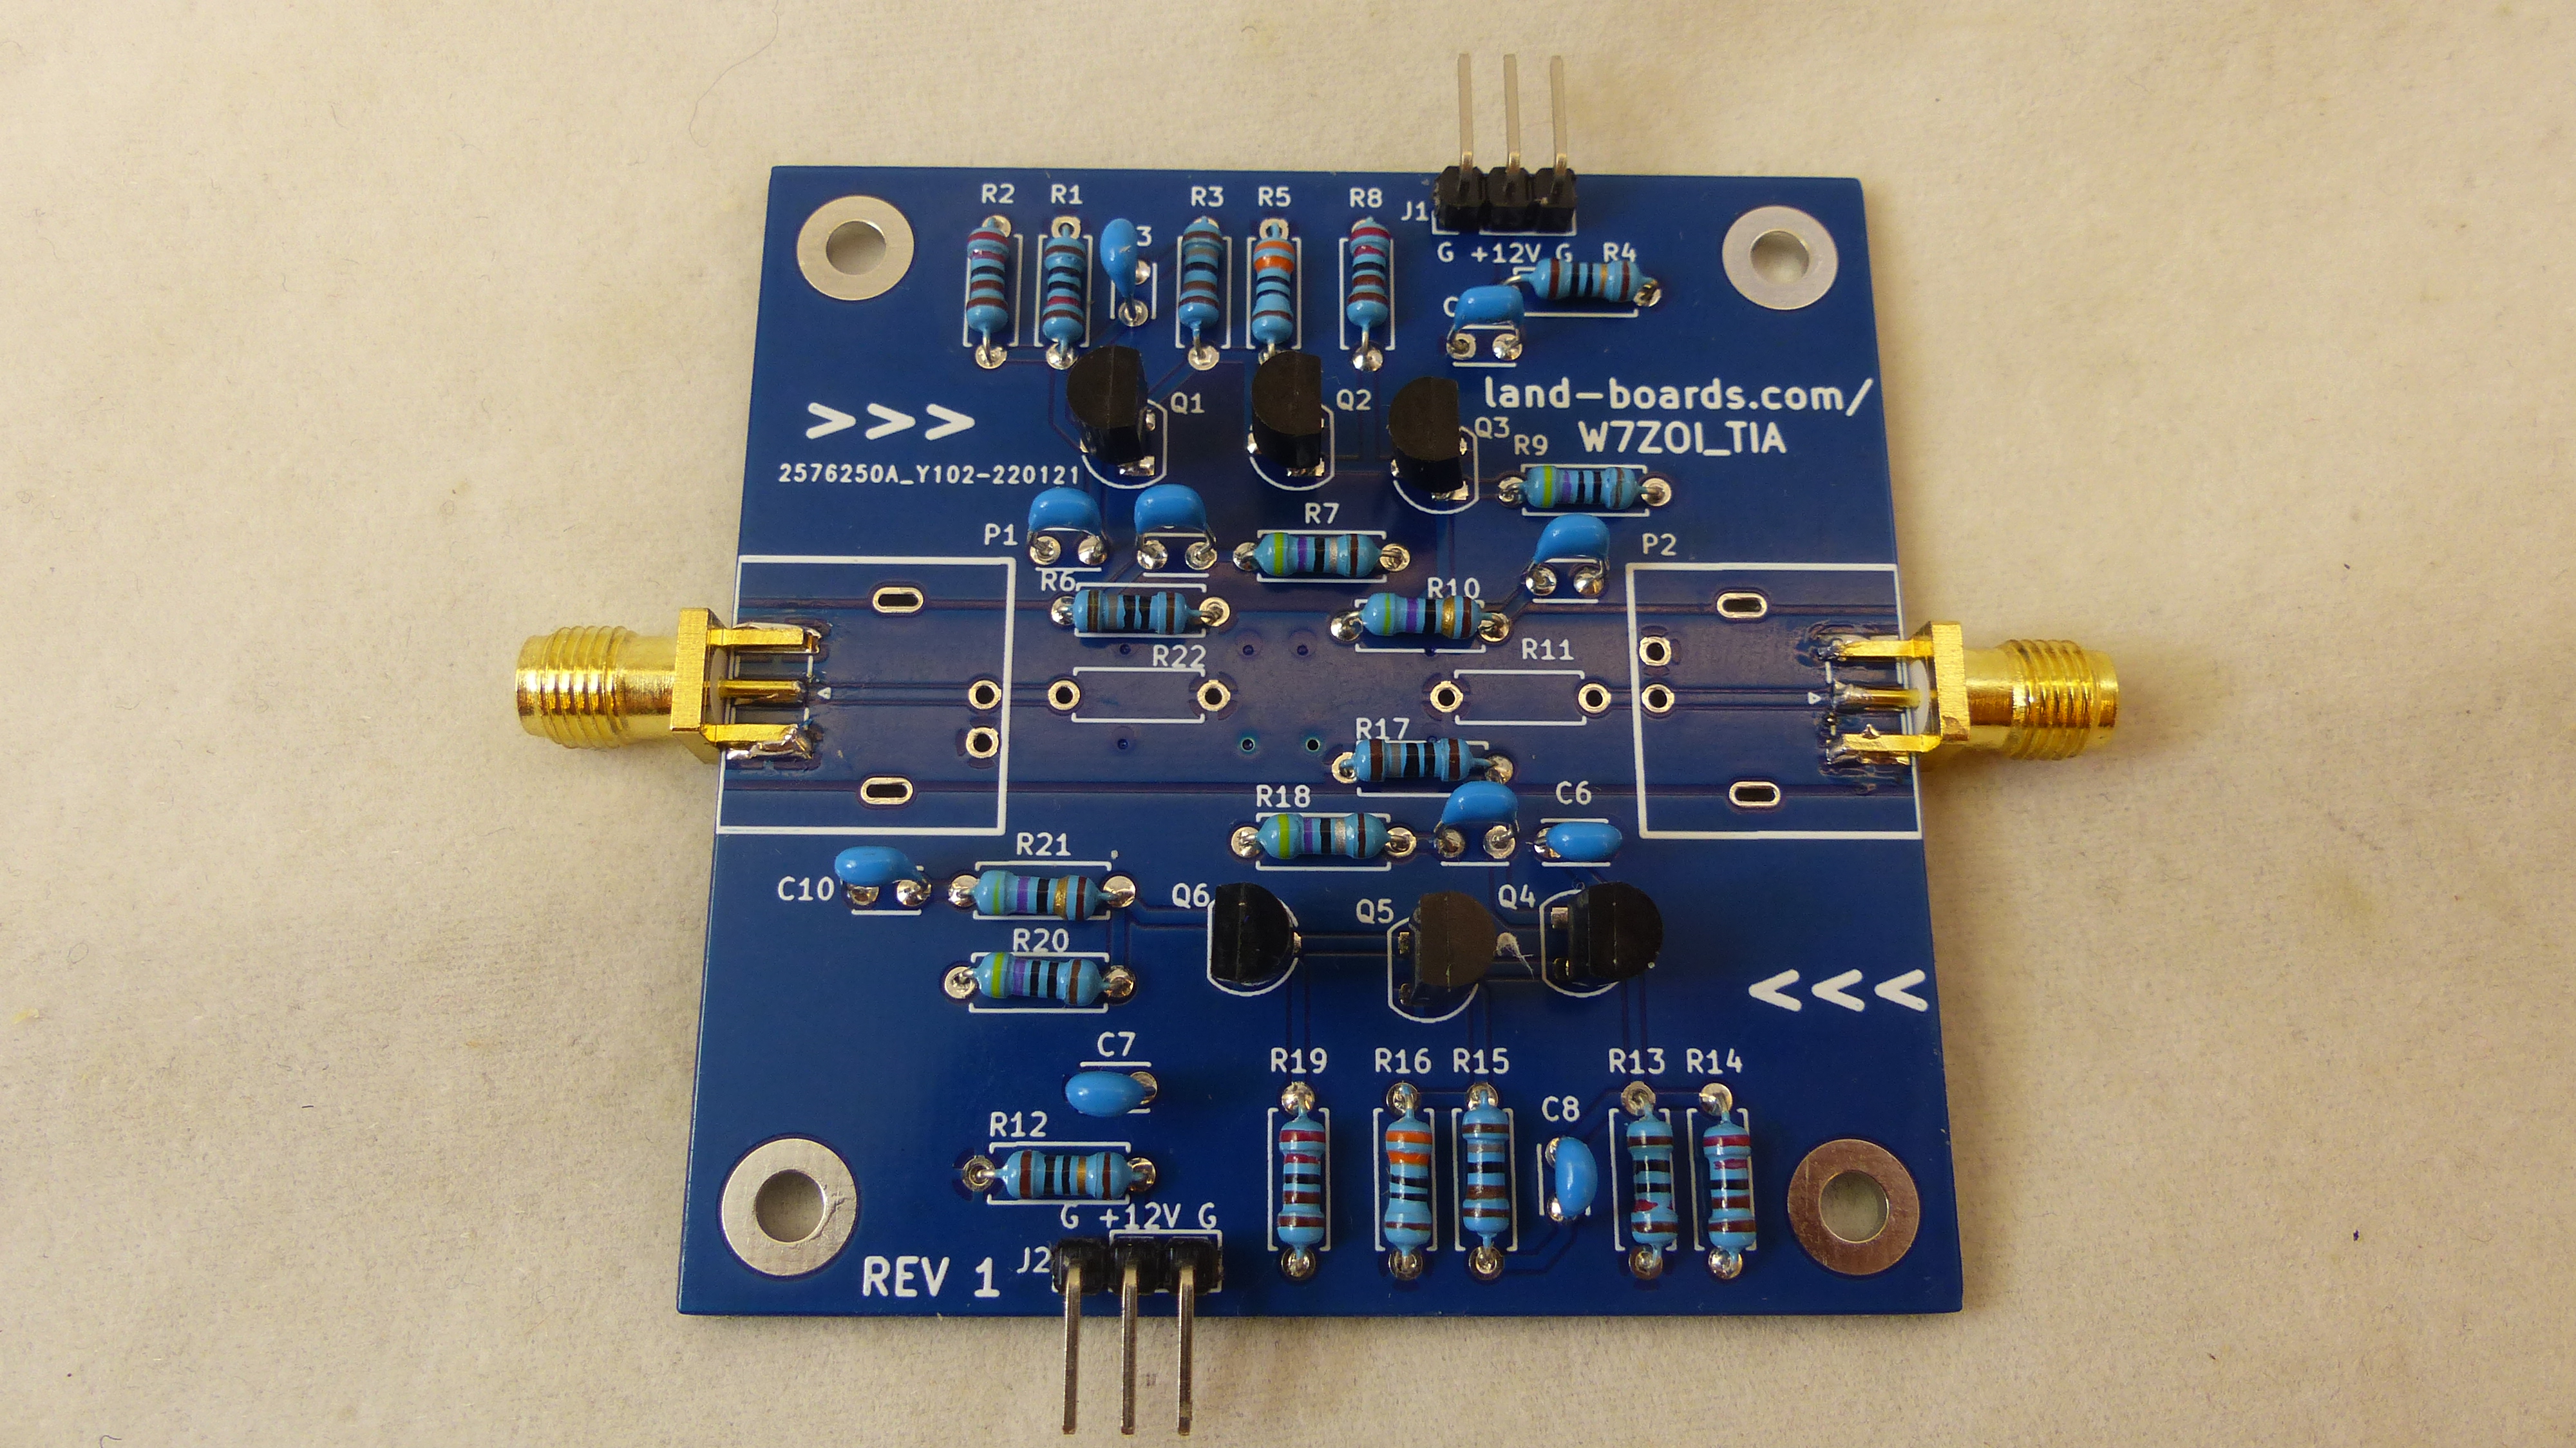 R2 R1 R3 R5 R8
J1
3
G +12V G R4
C
land-boards.com/
W7ZOI_TIA
>>>
Q1 Q2 Q3
R9
2576250A_Y102-220121
P1 R7 P2
R6 R10
R22 R11
R17
R18 C6
R21
C10 Q6 Q5 Q4
R20
<<<
C7
R19 R16 R15 R13 R14
R12 C8
G +12V G
REV 1 J2